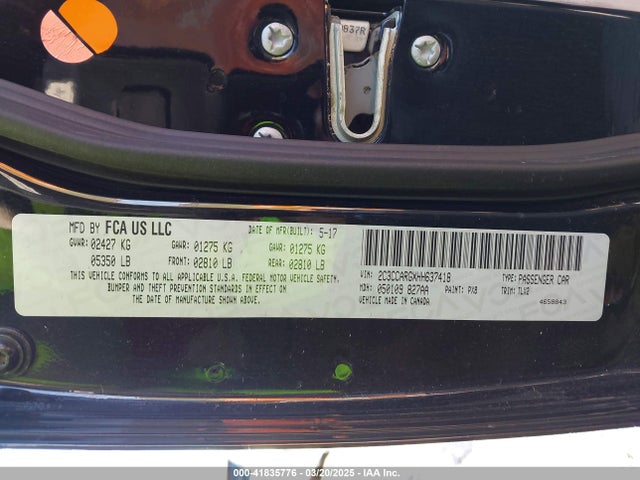 837R
MFD BY FCA US LLC DATE OF MFR(BUILT): 5-17
GVWR: 02427 KG GAWR: 01275 KG GAWR: 01275 KG
05350 LB FRONT: 02810 LB REAR: 02810 LB
THIS VEHICLE CONFORMS TO ALL APPLICABLE U.S.A. FEDERAL MOTOR VEHICLE SAFETY,
BUMPER AND THEFT PREVENTION STANDARDS IN EFFECT ON
THE DATE OF MANUFACTURE SHOWN ABOVE.
VIN: 2C3CCARGXHH637418 TYPE: PASSENGER CAR
MDH: 050109 827AA PAINT: PX8 TRIM: TLX2
VEHICLE MADE IN CANADA 4658843
000-41835776 — 03/20/2025 — IAA Inc.